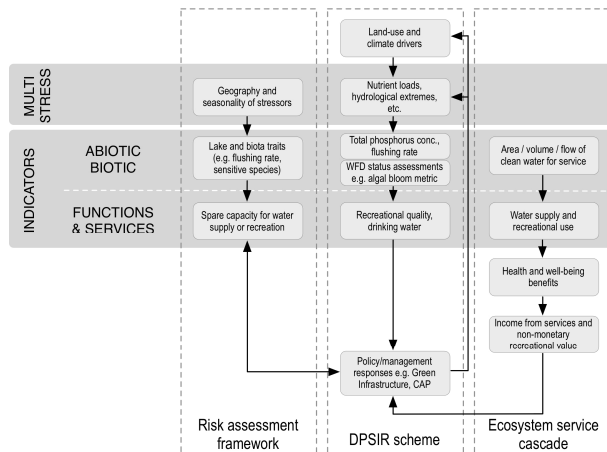 Land-use and
climate drivers
MULTI
STRESS
Geography and
seasonality of stressors
Nutrient loads,
hydrological extremes,
etc.
INDICATORS
ABIOTIC
BIOTIC
Lake and biota traits
(e.g. flushing rate,
sensitive species)
Total phosphorus conc.,
flushing rate
WFD status assessments
e.g. algal bloom metric
Area / volume / flow of
clean water for service
FUNCTIONS
& SERVICES
Spare capacity for water
supply or recreation
Recreational quality,
drinking water
Water supply and
recreational use
Health and well-being
benefits
Income from services and
non-monetary
recreational value
Policy/management
responses e.g. Green
Infrastructure, CAP
Risk assessment
framework
DPSIR scheme
Ecosystem service
cascade